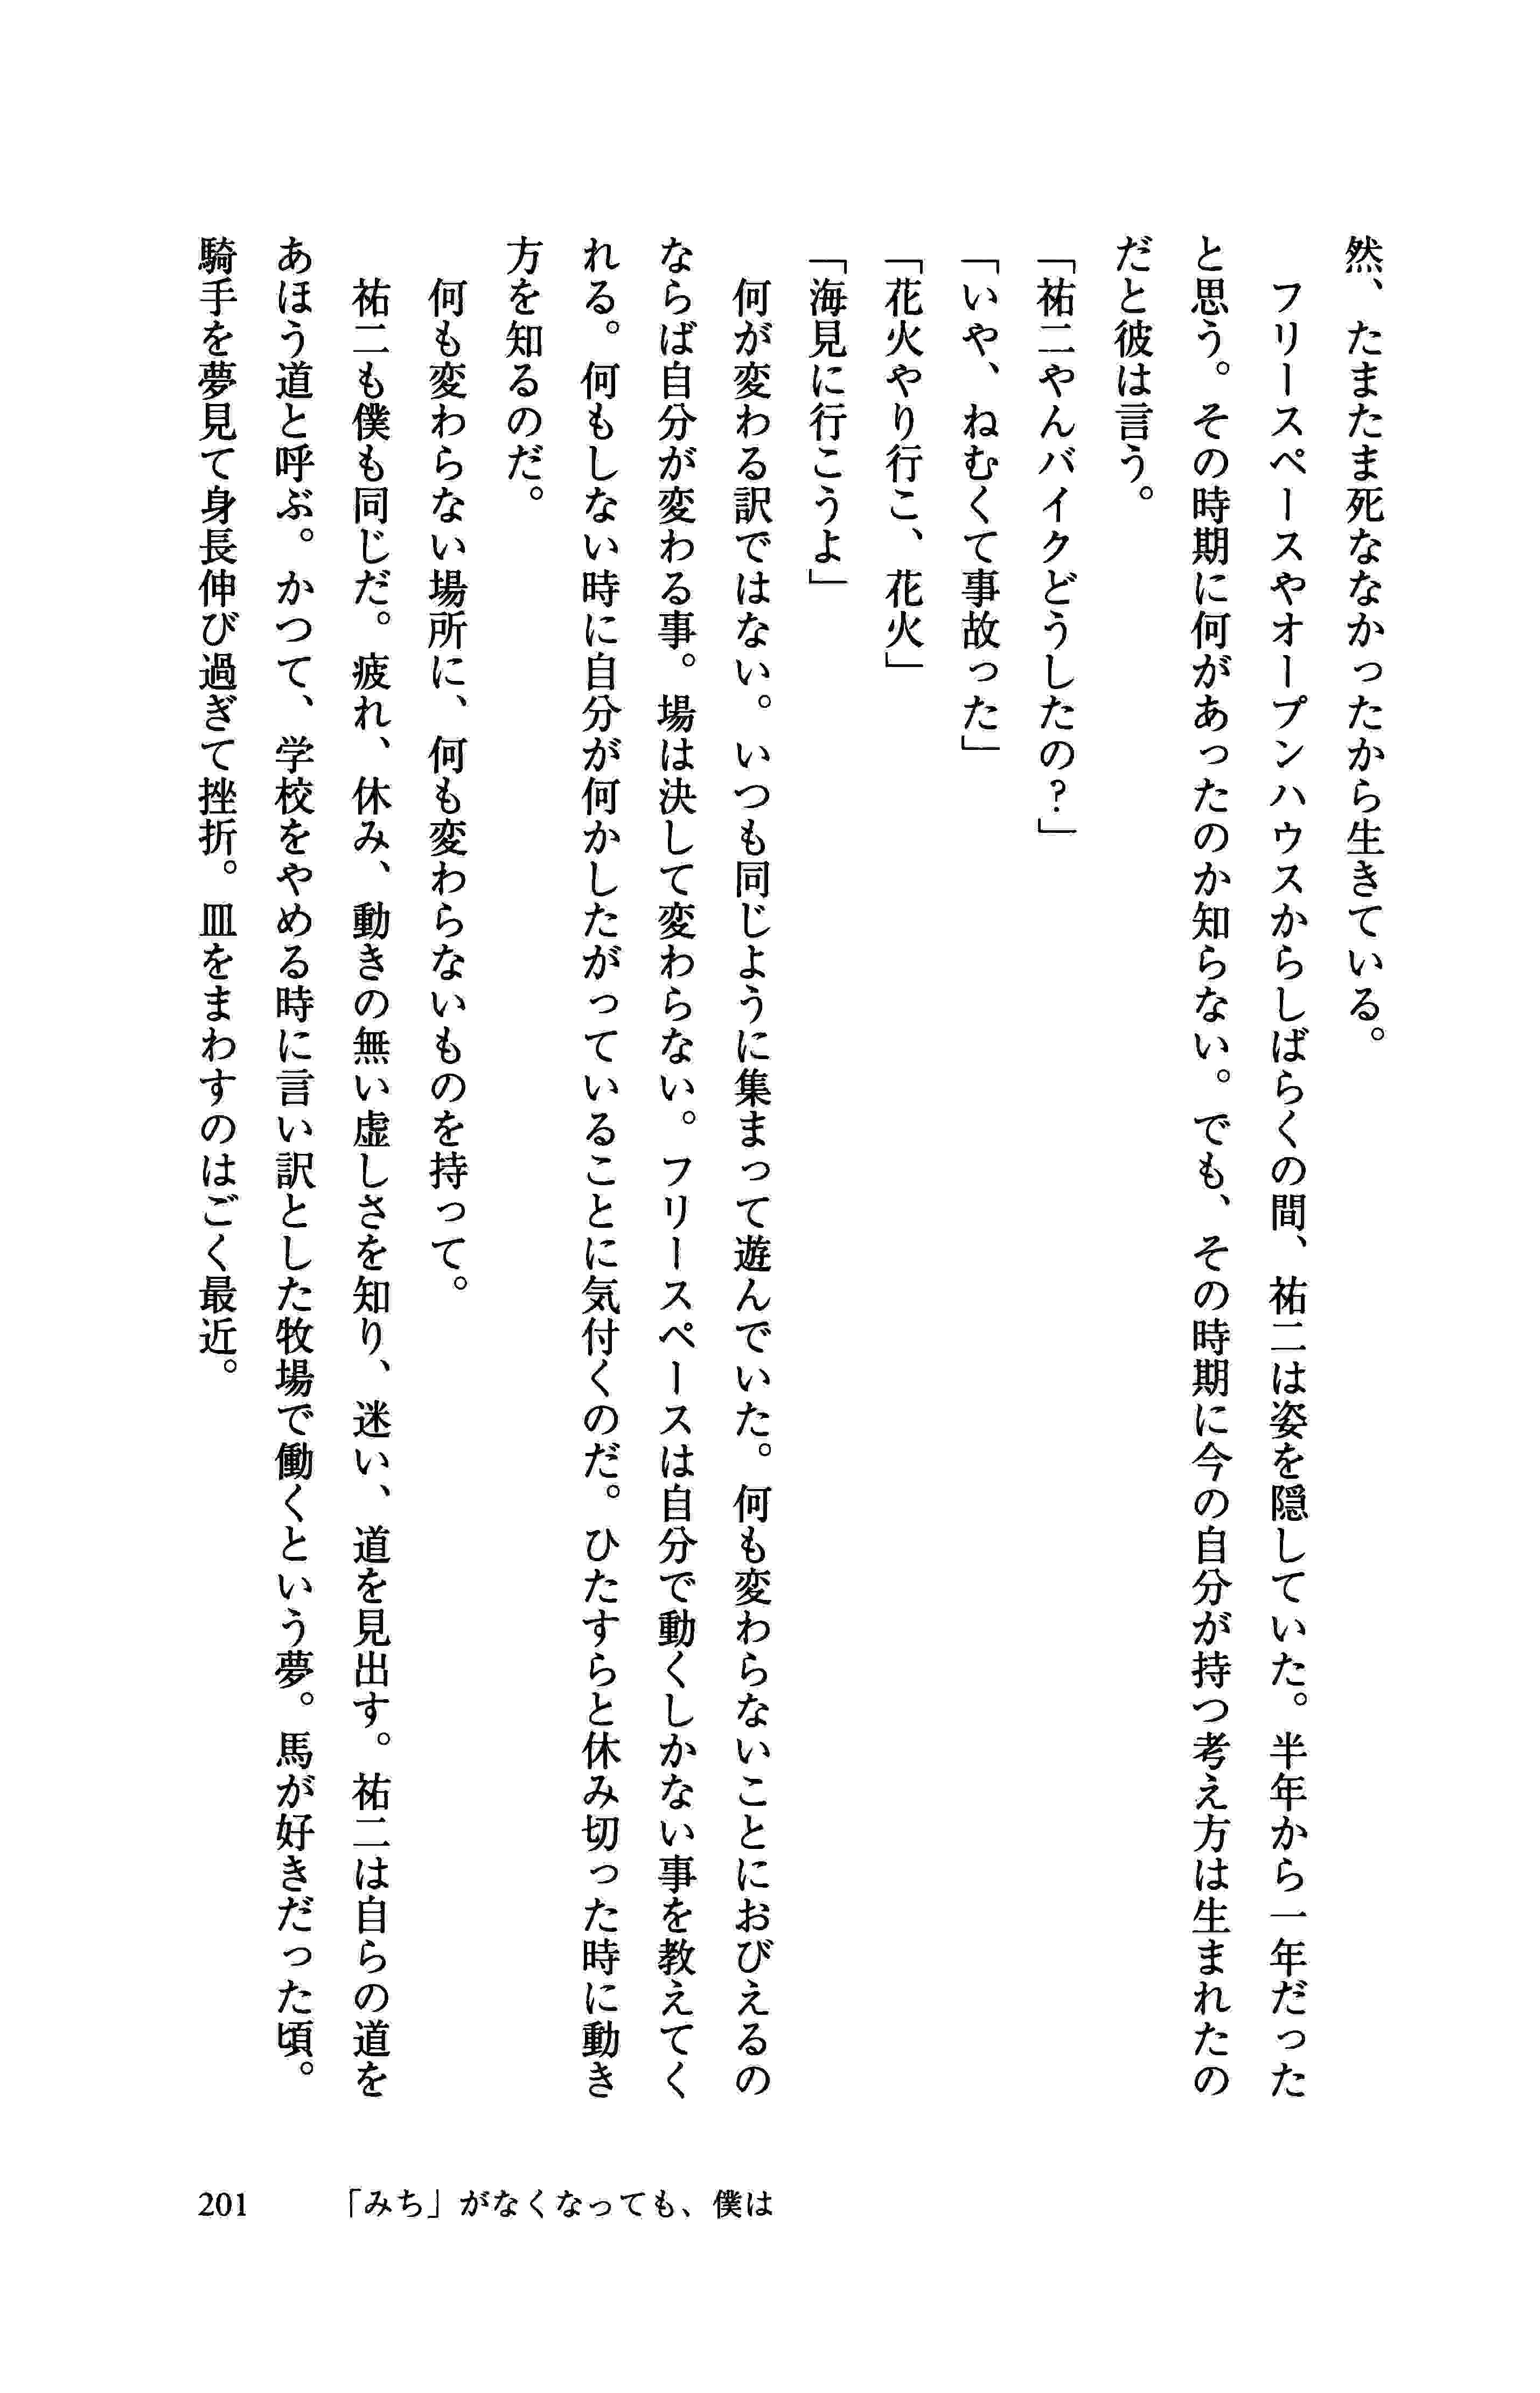 然、たまたま死ななかったから生きている。
　フリースペースやオープンハウスからしばらくの間、祐二は姿を隠していた。半年から一年だった
と思う。その時期に何があったのか知らない。でも、その時期に今の自分が持つ考え方は生まれたの
だと彼は言う。
「祐二やんバイクどうしたの？」
「いや、ねむくて事故った」
「花火やり行こ、花火」
「海見に行こうよ」
　何が変わる訳ではない。いつも同じように集まって遊んでいた。何も変わらないことにおびえるの
ならば自分が変わる事。場は決して変わらない。フリースペースは自分で動くしかない事を教えてく
れる。何もしない時に自分が何かしたがっていることに気付くのだ。ひたすらと休み切った時に動き
方を知るのだ。
　何も変わらない場所に、何も変わらないものを持って。
　祐二も僕も同じだ。疲れ、休み、動きの無い虚しさを知り、迷い、道を見出す。祐二は自らの道を
あほう道と呼ぶ。かつて、学校をやめる時に言い訳とした牧場で働くという夢。馬が好きだった頃。
騎手を夢見て身長伸び過ぎて挫折。皿をまわすのはごく最近。
201　「みち」がなくなっても、僕は